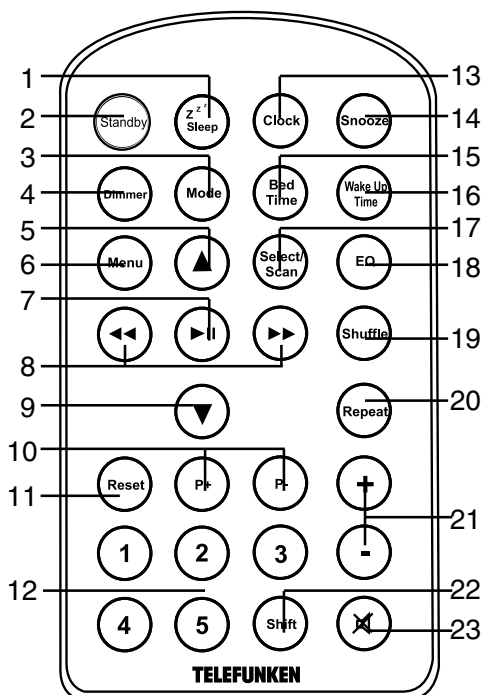 1 13
2 Standby Zzz Sleep Clock Snooze 14
3 15
4 Dimmer Mode Bed Time Wake Up Time 16
5 17
6 Menu Select/ Scan EQ 18
7
Shuffle 19
8
9 Repeat 20
10
11 Reset P+ P- +
21
1 2 3 -
12 22
4 5 Shift 23
TELEFUNKEN